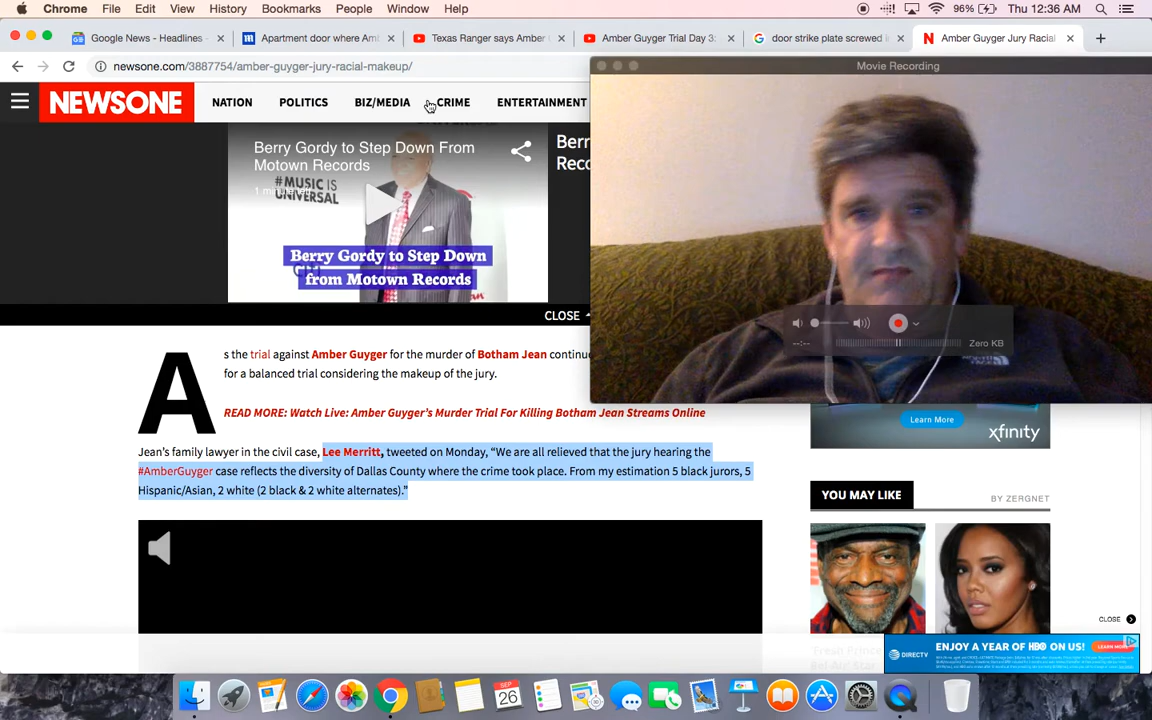 Chrome File Edit View History Bookmarks People Window Help 96% Thu 12:36 AM
Google News - Headlines - Apartment door where Am Texas Ranger says Amber Amber Guyger Trial Day 3: door strike plate screwed i Amber Guyger Jury Racial
newsone.com/3887754/amber-guyger-jury-racial-makeup/
Movie Recording
NEWSONE NATION POLITICS BIZ/MEDIA CRIME ENTERTAINMENT
Berry Gordy to Step Down From
Motown Records
Berry
Reco
#MUSIC IS
UNIVERSAL
Berry Gordy to Step Down
from Motown Records
CLOSE
--:-- Zero KB
As the trial against Amber Guyger for the murder of Botham Jean continu
for a balanced trial considering the makeup of the jury.
READ MORE: Watch Live: Amber Guyger’s Murder Trial For Killing Botham Jean Streams Online
Learn More
xfinity
Jean’s family lawyer in the civil case, Lee Merritt, tweeted on Monday, “We are all relieved that the jury hearing the
#AmberGuyger case reflects the diversity of Dallas County where the crime took place. From my estimation 5 black jurors, 5
Hispanic/Asian, 2 white (2 black & 2 white alternates).”
YOU MAY LIKE
BY ZERGNET
CLOSE
DIRECTV
ENJOY A YEAR OF HBO ON US!
LEARN MORE
SEP
26